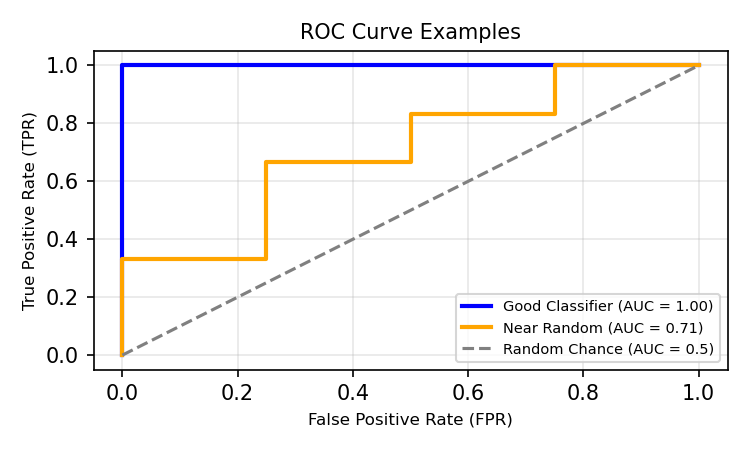 ROC Curve Examples
True Positive Rate (TPR)
1.0
0.8
0.6
0.4
0.2
0.0
Good Classifier (AUC = 1.00)
Near Random (AUC = 0.71)
Random Chance (AUC = 0.5)
0.0 0.2 0.4 0.6 0.8 1.0
False Positive Rate (FPR)